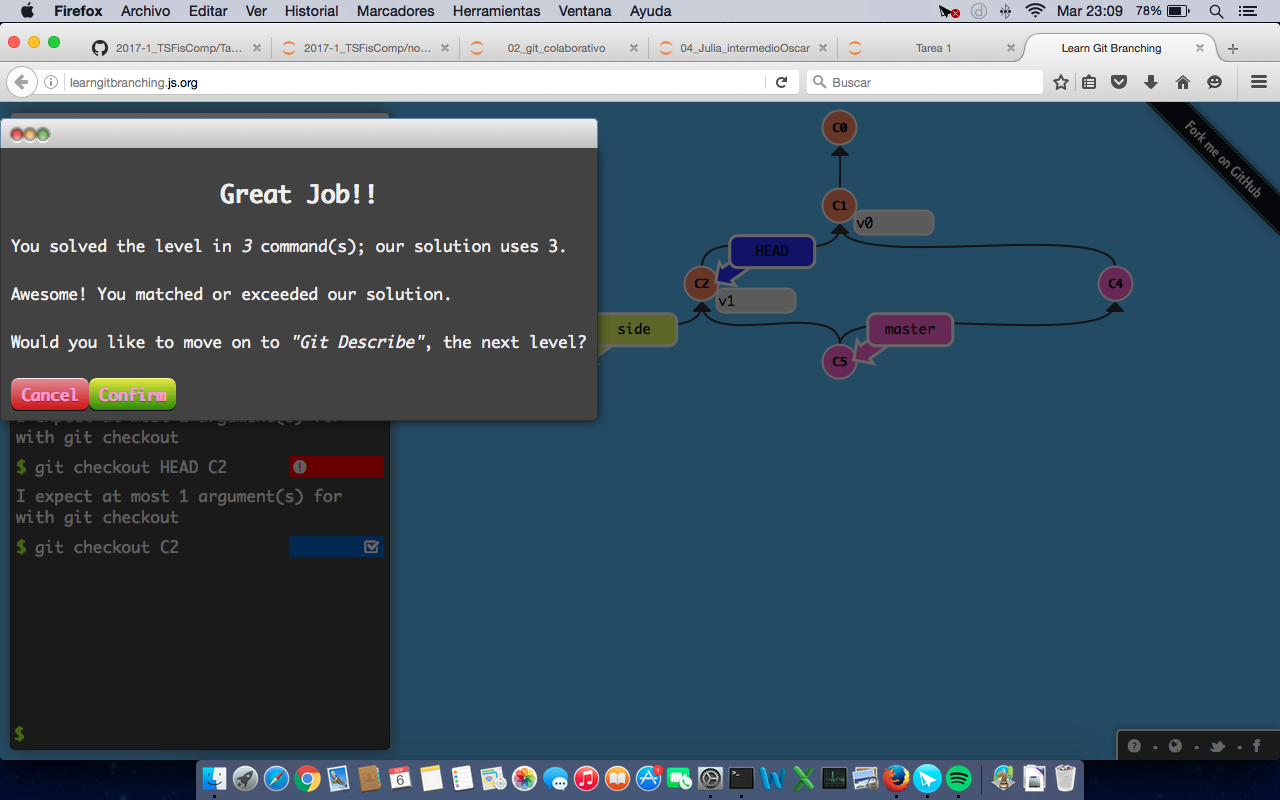 Firefox Archivo Editar Ver Historial Marcadores Herramientas Ventana Ayuda Mar 23:09 78%
2017-1_TSFisComp/Ta… 2017-1_TSFisComp/no… 02_git_colaborativo 04_Julia_intermedioOscar Tarea 1 Learn Git Branching
learngitbranching.js.org Buscar
Fork me on GitHub
C0
C1
v0
HEAD
C2
v1
C4
side
master
C5
Great Job!!
You solved the level in 3 command(s); our solution uses 3.
Awesome! You matched or exceeded our solution.
Would you like to move on to "Git Describe", the next level?
Cancel Confirm
with git checkout
$ git checkout HEAD C2
I expect at most 1 argument(s) for
with git checkout
$ git checkout C2
$
SEP
6